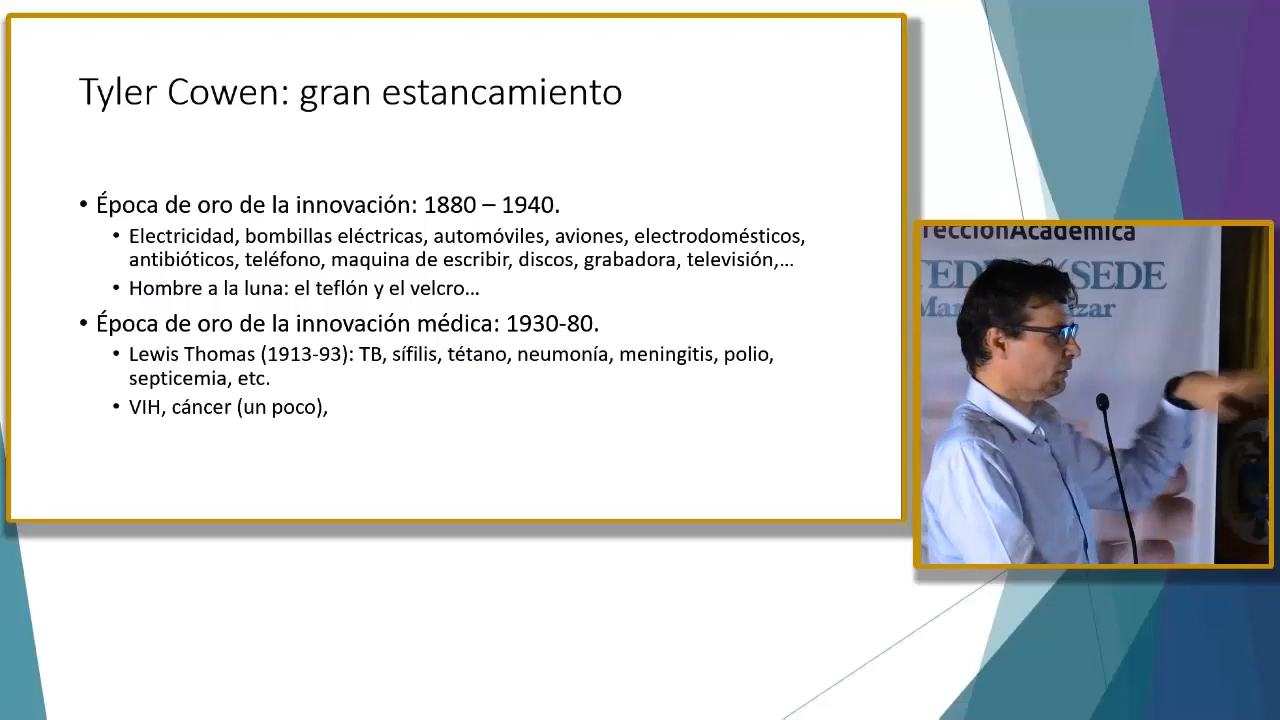 Tyler Cowen: gran estancamiento
• Época de oro de la innovación: 1880 – 1940.
• Electricidad, bombillas eléctricas, automóviles, aviones, electrodomésticos,
antibióticos, teléfono, maquina de escribir, discos, grabadora, televisión,...
• Hombre a la luna: el teflón y el velcro...
• Época de oro de la innovación médica: 1930-80.
• Lewis Thomas (1913-93): TB, sífilis, tétano, neumonía, meningitis, polio,
septicemia, etc.
• VIH, cáncer (un poco),
SEDE